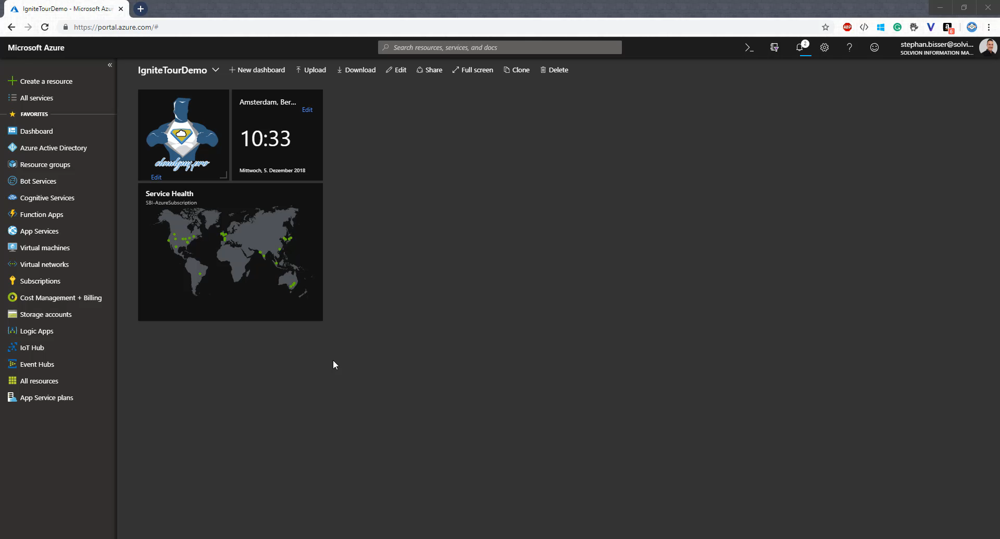 IgniteTourDemo - Microsoft Azur
https://portal.azure.com/#
ABP
6
Microsoft Azure
Search resources, services, and docs
2
stephan.bisser@solvi...
SOLVION INFORMATION MA...
IgniteTourDemo
New dashboard
Upload
Download
Edit
Share
Full screen
Clone
Delete
Create a resource
All services
FAVORITES
Dashboard
Azure Active Directory
Resource groups
Bot Services
Cognitive Services
Function Apps
App Services
Virtual machines
Virtual networks
Subscriptions
Cost Management + Billing
Storage accounts
Logic Apps
IoT Hub
Event Hubs
All resources
App Service plans
cloudguy.pro
Edit
Amsterdam, Ber...
Edit
10:33
Mittwoch, 5. Dezember 2018
Service Health
SBI-AzureSubscription